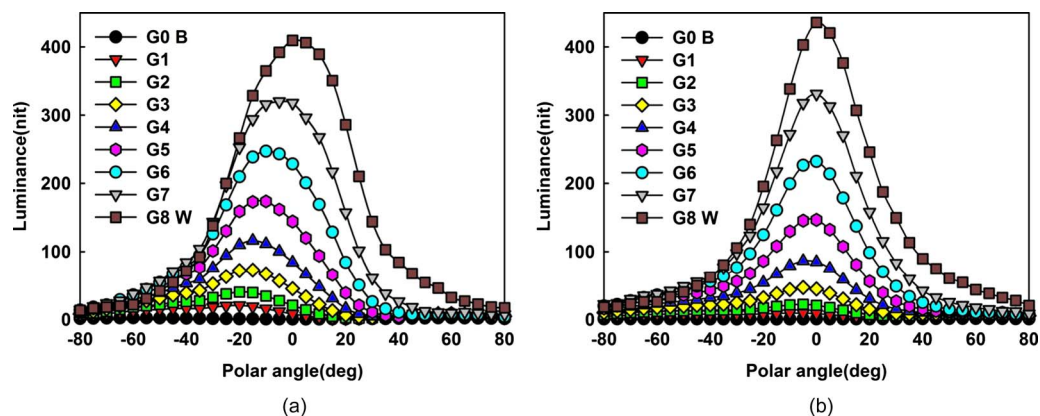 400
300
200
100
0
Luminance(nit)
G0 B
G1
G2
G3
G4
G5
G6
G7
G8 W
-80 -60 -40 -20 0 20 40 60 80
Polar angle(deg)
(a)
400
300
200
100
0
Luminance(nit)
G0 B
G1
G2
G3
G4
G5
G6
G7
G8 W
-80 -60 -40 -20 0 20 40 60 80
Polar angle(deg)
(b)